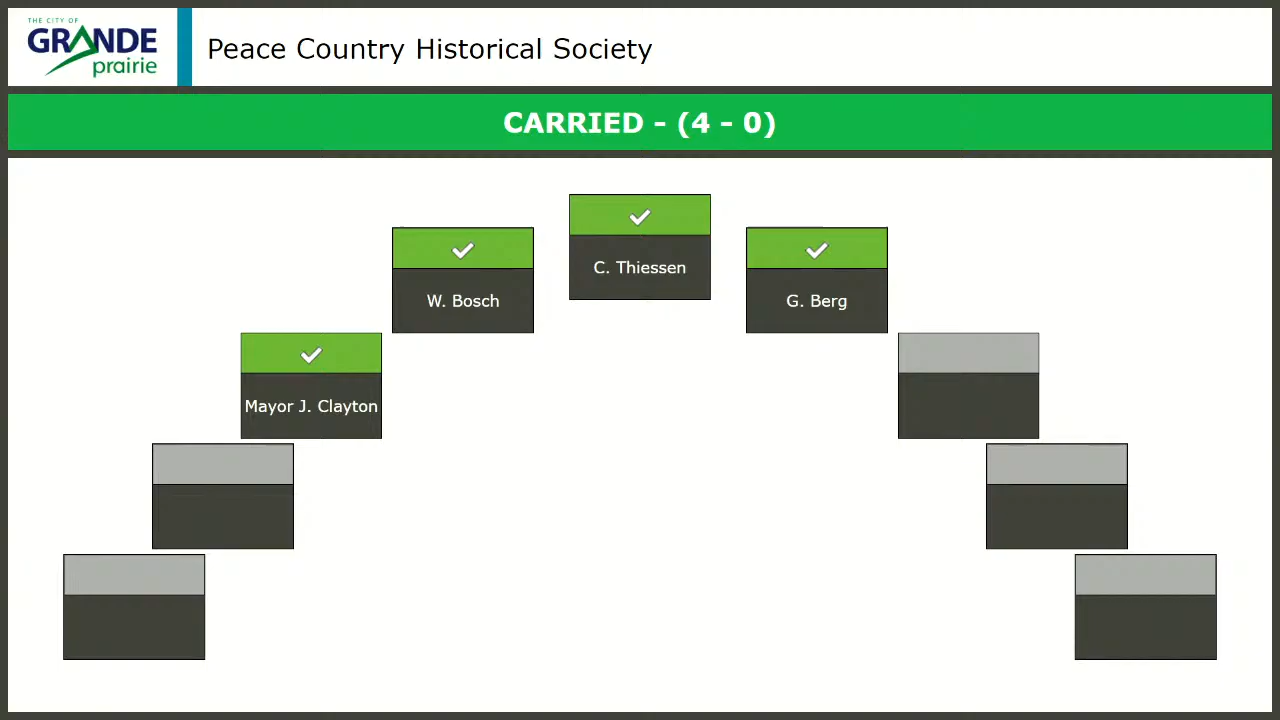 THE CITY OF
GRANDE
prairie
Peace Country Historical Society
CARRIED - (4 - 0)
C. Thiessen
W. Bosch
G. Berg
Mayor J. Clayton